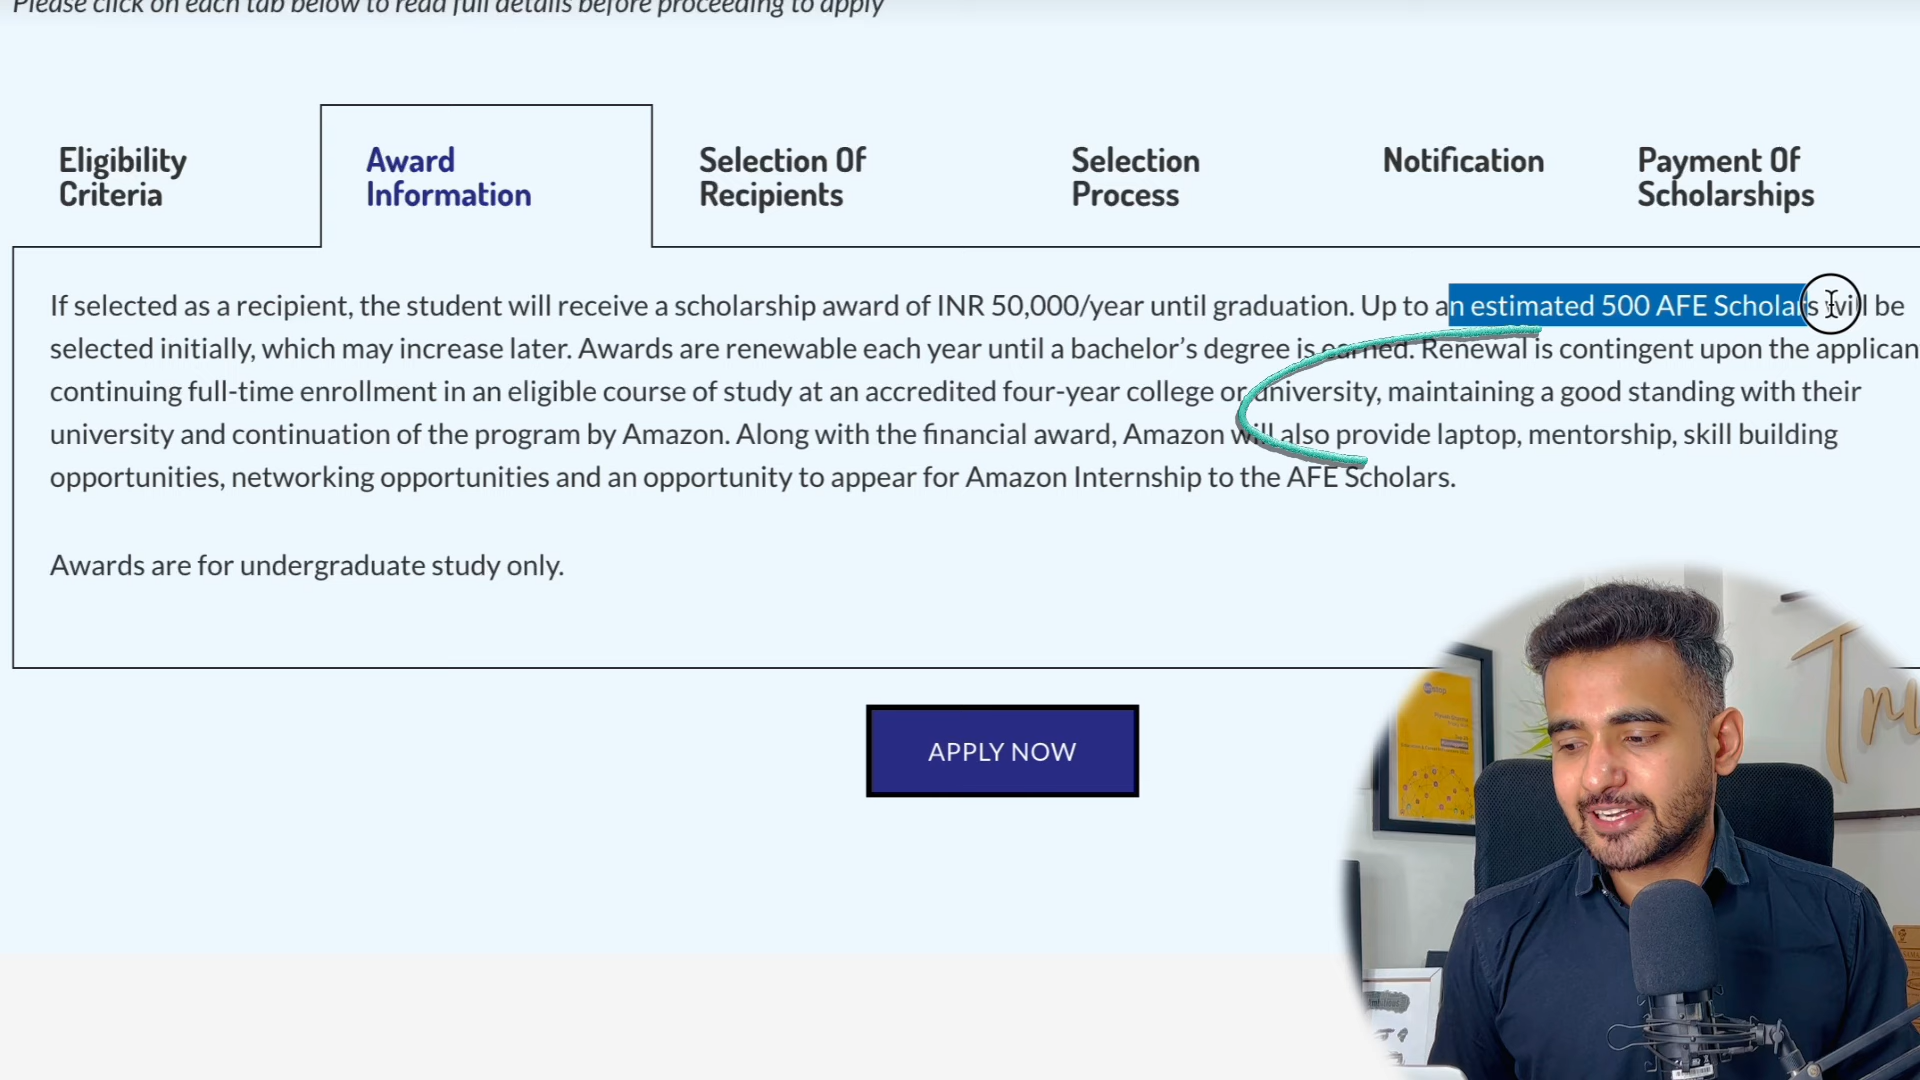 Please click on each tab below to read full details before proceeding to apply
Eligibility
Criteria
Award
Information
Selection Of
Recipients
Selection
Process
Notification
Payment Of
Scholarships
If selected as a recipient, the student will receive a scholarship award of INR 50,000/year until graduation. Up to an estimated 500 AFE Scholars will be
selected initially, which may increase later. Awards are renewable each year until a bachelor’s degree is earned. Renewal is contingent upon the applican
continuing full-time enrollment in an eligible course of study at an accredited four-year college or university, maintaining a good standing with their
university and continuation of the program by Amazon. Along with the financial award, Amazon will also provide laptop, mentorship, skill building
opportunities, networking opportunities and an opportunity to appear for Amazon Internship to the AFE Scholars.
Awards are for undergraduate study only.
APPLY NOW
Tru